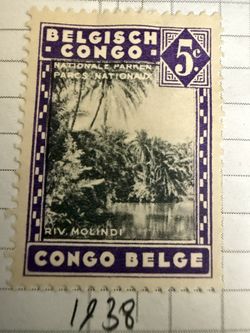 BELGISCH
CONGO
5c
NATIONALE PARKEN
PARCS NATIONAUX
RIV. MOLINDI
CONGO BELGE
1938